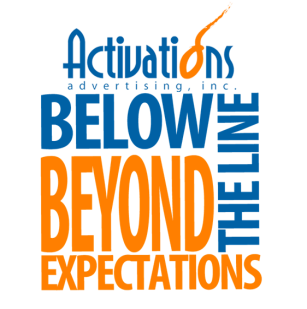 Activations
advertising, inc.
BELOW
THE LINE
BEYOND
EXPECTATIONS